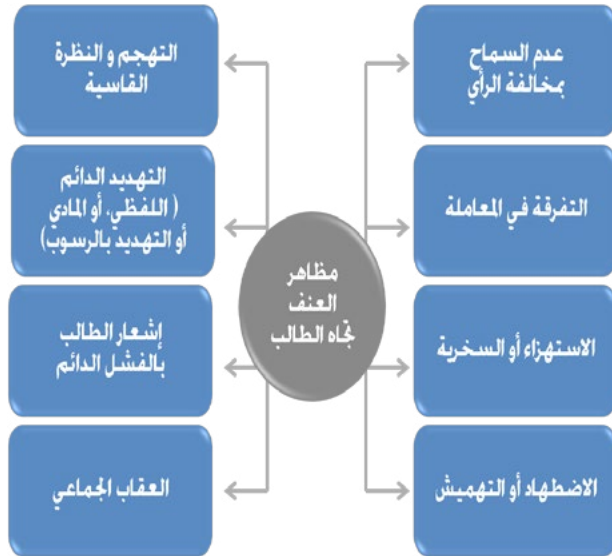 عدم السماح
بمخالفة الرأي
التفرقة في المعاملة
الاستهزاء أو السخرية
الاضطهاد أو التهميش
مظاهر
العنف
تجاه الطالب
التهجم و النظرة
القاسية
التهديد الدائم
( اللفظي، أو المادي
أو التهديد بالرسوب)
إشعار الطالب
بالفشل الدائم
العقاب الجماعي